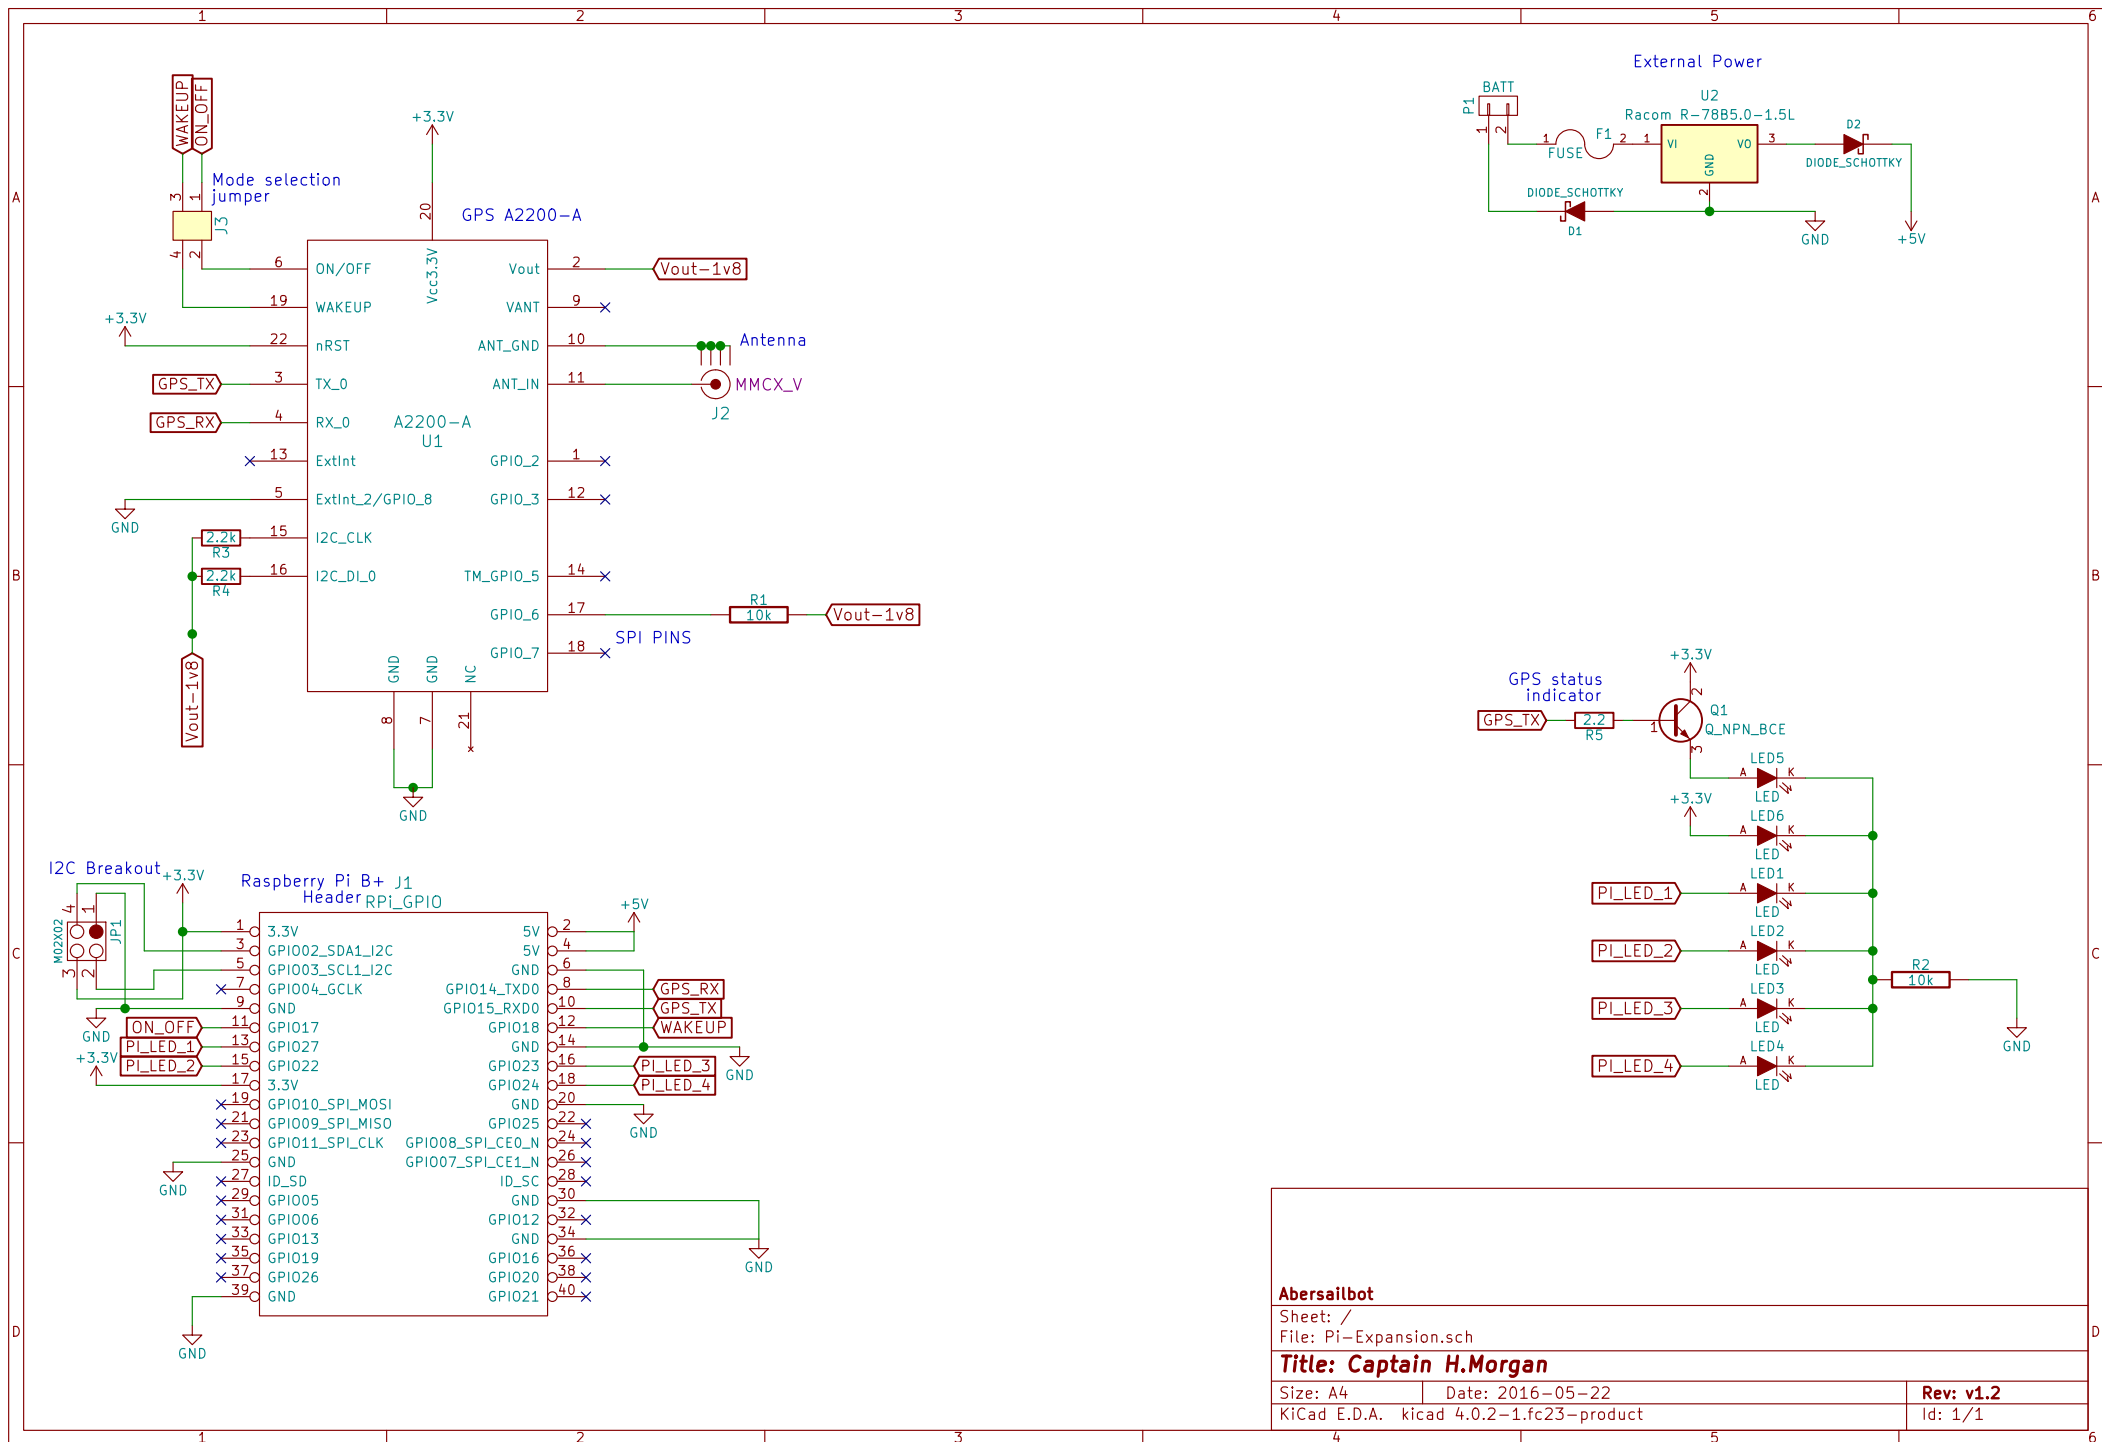 1 2 3 4 5 6
A
B
C
D
A
B
C
D
1 2 3 4 5 6
WAKEUP
ON_OFF
Mode selection
jumper
3 1
J3
4 2
+3.3V
20
GPS A2200-A
Vcc3.3V
6 ON/OFF
19 WAKEUP
+3.3V
22 nRST
GPS_TX 3 TX_0
GPS_RX 4 RX_0
13 ExtInt
5 ExtInt_2/GPIO_8
GND
15 I2C_CLK
2.2k
R3
16 I2C_DI_0
2.2k
R4
Vout-1v8
A2200-A
U1
Vout 2 Vout-1v8
VANT 9
ANT_GND 10
Antenna
ANT_IN 11
MMCX_V
J2
GPIO_2 1
GPIO_3 12
TM_GPIO_5 14
GPIO_6 17
R1
10k
Vout-1v8
SPI PINS
GPIO_7 18
GND GND NC
8 7 21
GND
External Power
BATT
P1
1 2
1 F1 2
FUSE
U2
Racom R-78B5.0-1.5L
1 VI VO 3
GND
2
D2
DIODE_SCHOTTKY
DIODE_SCHOTTKY
D1
GND
+5V
GPS status
indicator
GPS_TX
2.2
R5
+3.3V
2
1
3
Q1
Q_NPN_BCE
LED5
A K
LED
+3.3V
LED6
A K
LED
PI_LED_1
LED1
A K
LED
PI_LED_2
LED2
A K
LED
PI_LED_3
LED3
A K
LED
PI_LED_4
LED4
A K
LED
R2
10k
GND
I2C Breakout
+3.3V
4 1
M02X02
JP1
3 2
GND
Raspberry Pi B+
Header
J1
RPi_GPIO
1 3.3V
3 GPIO02_SDA1_I2C
5 GPIO03_SCL1_I2C
7 GPIO04_GCLK
9 GND
ON_OFF 11 GPIO17
PI_LED_1 13 GPIO27
PI_LED_2 15 GPIO22
+3.3V
17 3.3V
19 GPIO10_SPI_MOSI
21 GPIO09_SPI_MISO
23 GPIO11_SPI_CLK
25 GND
GND
27 ID_SD
29 GPIO05
31 GPIO06
33 GPIO13
35 GPIO19
37 GPIO26
39 GND
GND
+5V
5V 2
5V 4
GND 6
GPIO14_TXD0 8 GPS_RX
GPIO15_RXD0 10 GPS_TX
GPIO18 12 WAKEUP
GND 14
GND
GPIO23 16 PI_LED_3
GPIO24 18 PI_LED_4
GND 20
GND
GPIO25 22
GPIO08_SPI_CE0_N 24
GPIO07_SPI_CE1_N 26
ID_SC 28
GND 30
GPIO12 32
GND 34
GND
GPIO16 36
GPIO20 38
GPIO21 40
Abersailbot
Sheet: /
File: Pi-Expansion.sch
Title: Captain H.Morgan
Size: A4 Date: 2016-05-22 Rev: v1.2
KiCad E.D.A. kicad 4.0.2-1.fc23-product Id: 1/1